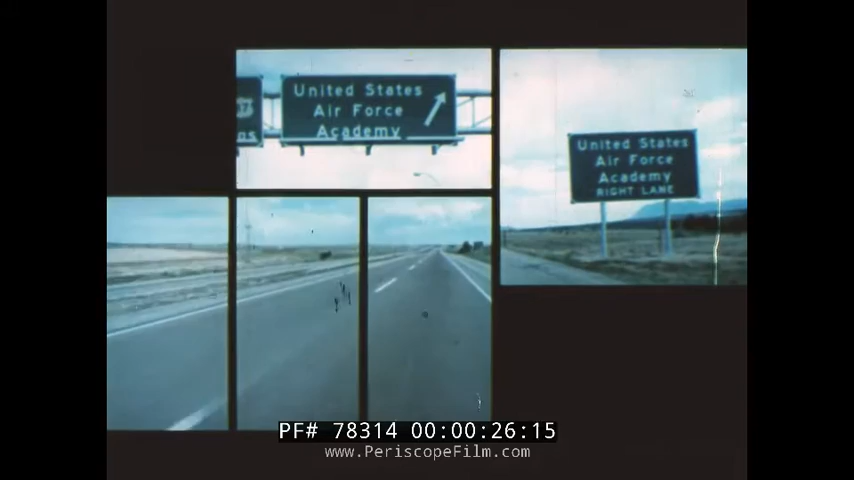 United States
Air Force
Academy
United States
Air Force
Academy
RIGHT LANE
PF# 78314 00:00:26:15
www.PeriscopeFilm.com